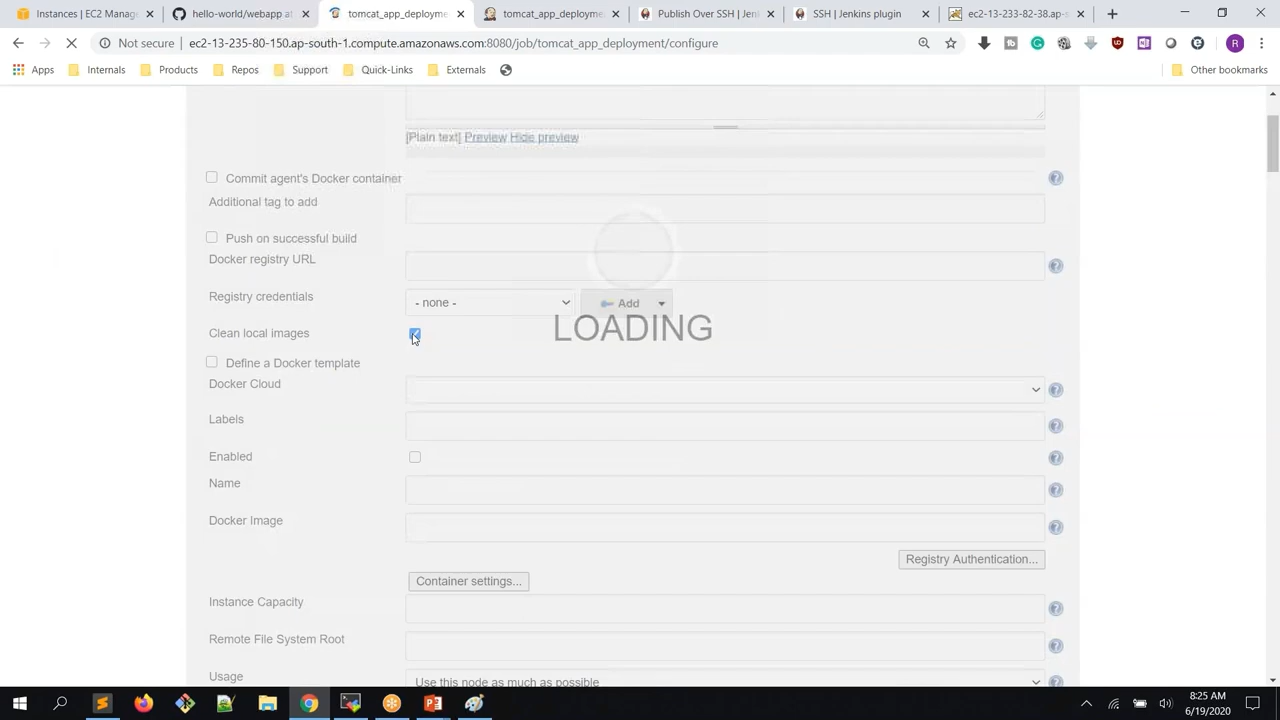 Instances | EC2 Manag
hello-world/webapp at
tomcat_app_deployment
tomcat_app_deployme
Publish Over SSH | Jen
SSH | Jenkins plugin
ec2-13-233-82-38.ap-s
Not secure | ec2-13-235-80-150.ap-south-1.compute.amazonaws.com:8080/job/tomcat_app_deployment/configure
Apps
Internals
Products
Repos
Support
Quick-Links
Externals
Other bookmarks
[Plain text] Preview Hide preview
Commit agent's Docker container
Additional tag to add
Push on successful build
Docker registry URL
Registry credentials
- none -
Add
Clean local images
LOADING
Define a Docker template
Docker Cloud
Labels
Enabled
Name
Docker Image
Registry Authentication...
Container settings...
Instance Capacity
Remote File System Root
Usage
Use this node as much as possible
8:25 AM
6/19/2020